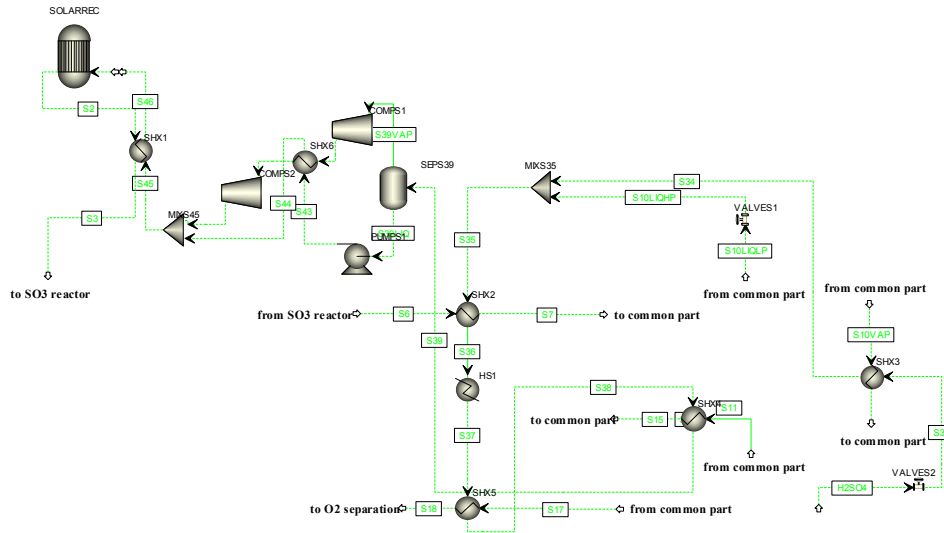 SOLARREC
S2
S46
SHX1
S45
S3
to SO3 reactor
COMPS1
S39VAP
SHX6
COMPS2
SEPS39
S44
S43
MIXS45
PUMPS1
MIXS35
S34
S10LIQHP
VALVES1
S35
S10LIQLP
from common part
from common part
from SO3 reactor
S6
SHX2
S7
to common part
S10VAP
S39
S36
SHX3
HS1
S38
to common part
S15
SHX4
S11
to common part
S37
from common part
VALVES2
H2SO4
SHX5
to O2 separation
S18
S17
from common part